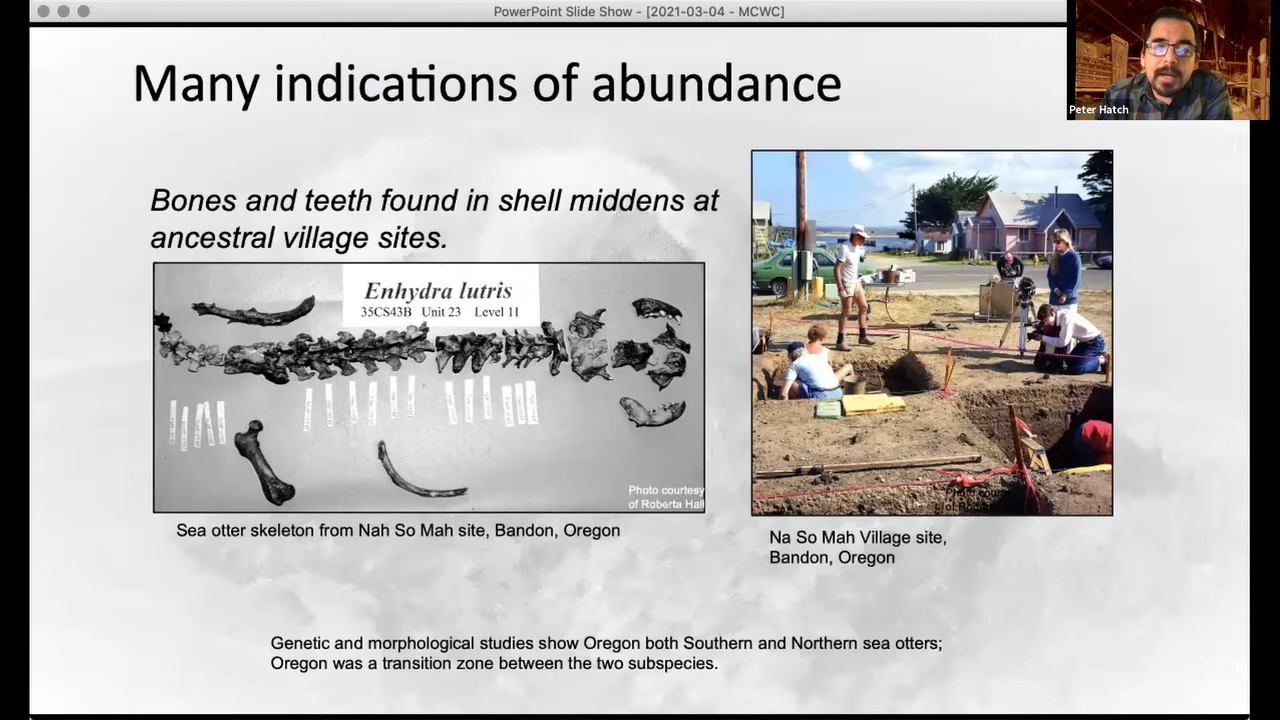 PowerPoint Slide Show - [2021-03-04 - MCWC]
Peter Hatch
Many indications of abundance
Bones and teeth found in shell middens at
ancestral village sites.
Enhydra lutris
35CS43B Unit 23 Level 11
Photo courtesy
of Roberta Hall
Sea otter skeleton from Nah So Mah site, Bandon, Oregon
Na So Mah Village site,
Bandon, Oregon
Genetic and morphological studies show Oregon both Southern and Northern sea otters;
Oregon was a transition zone between the two subspecies.